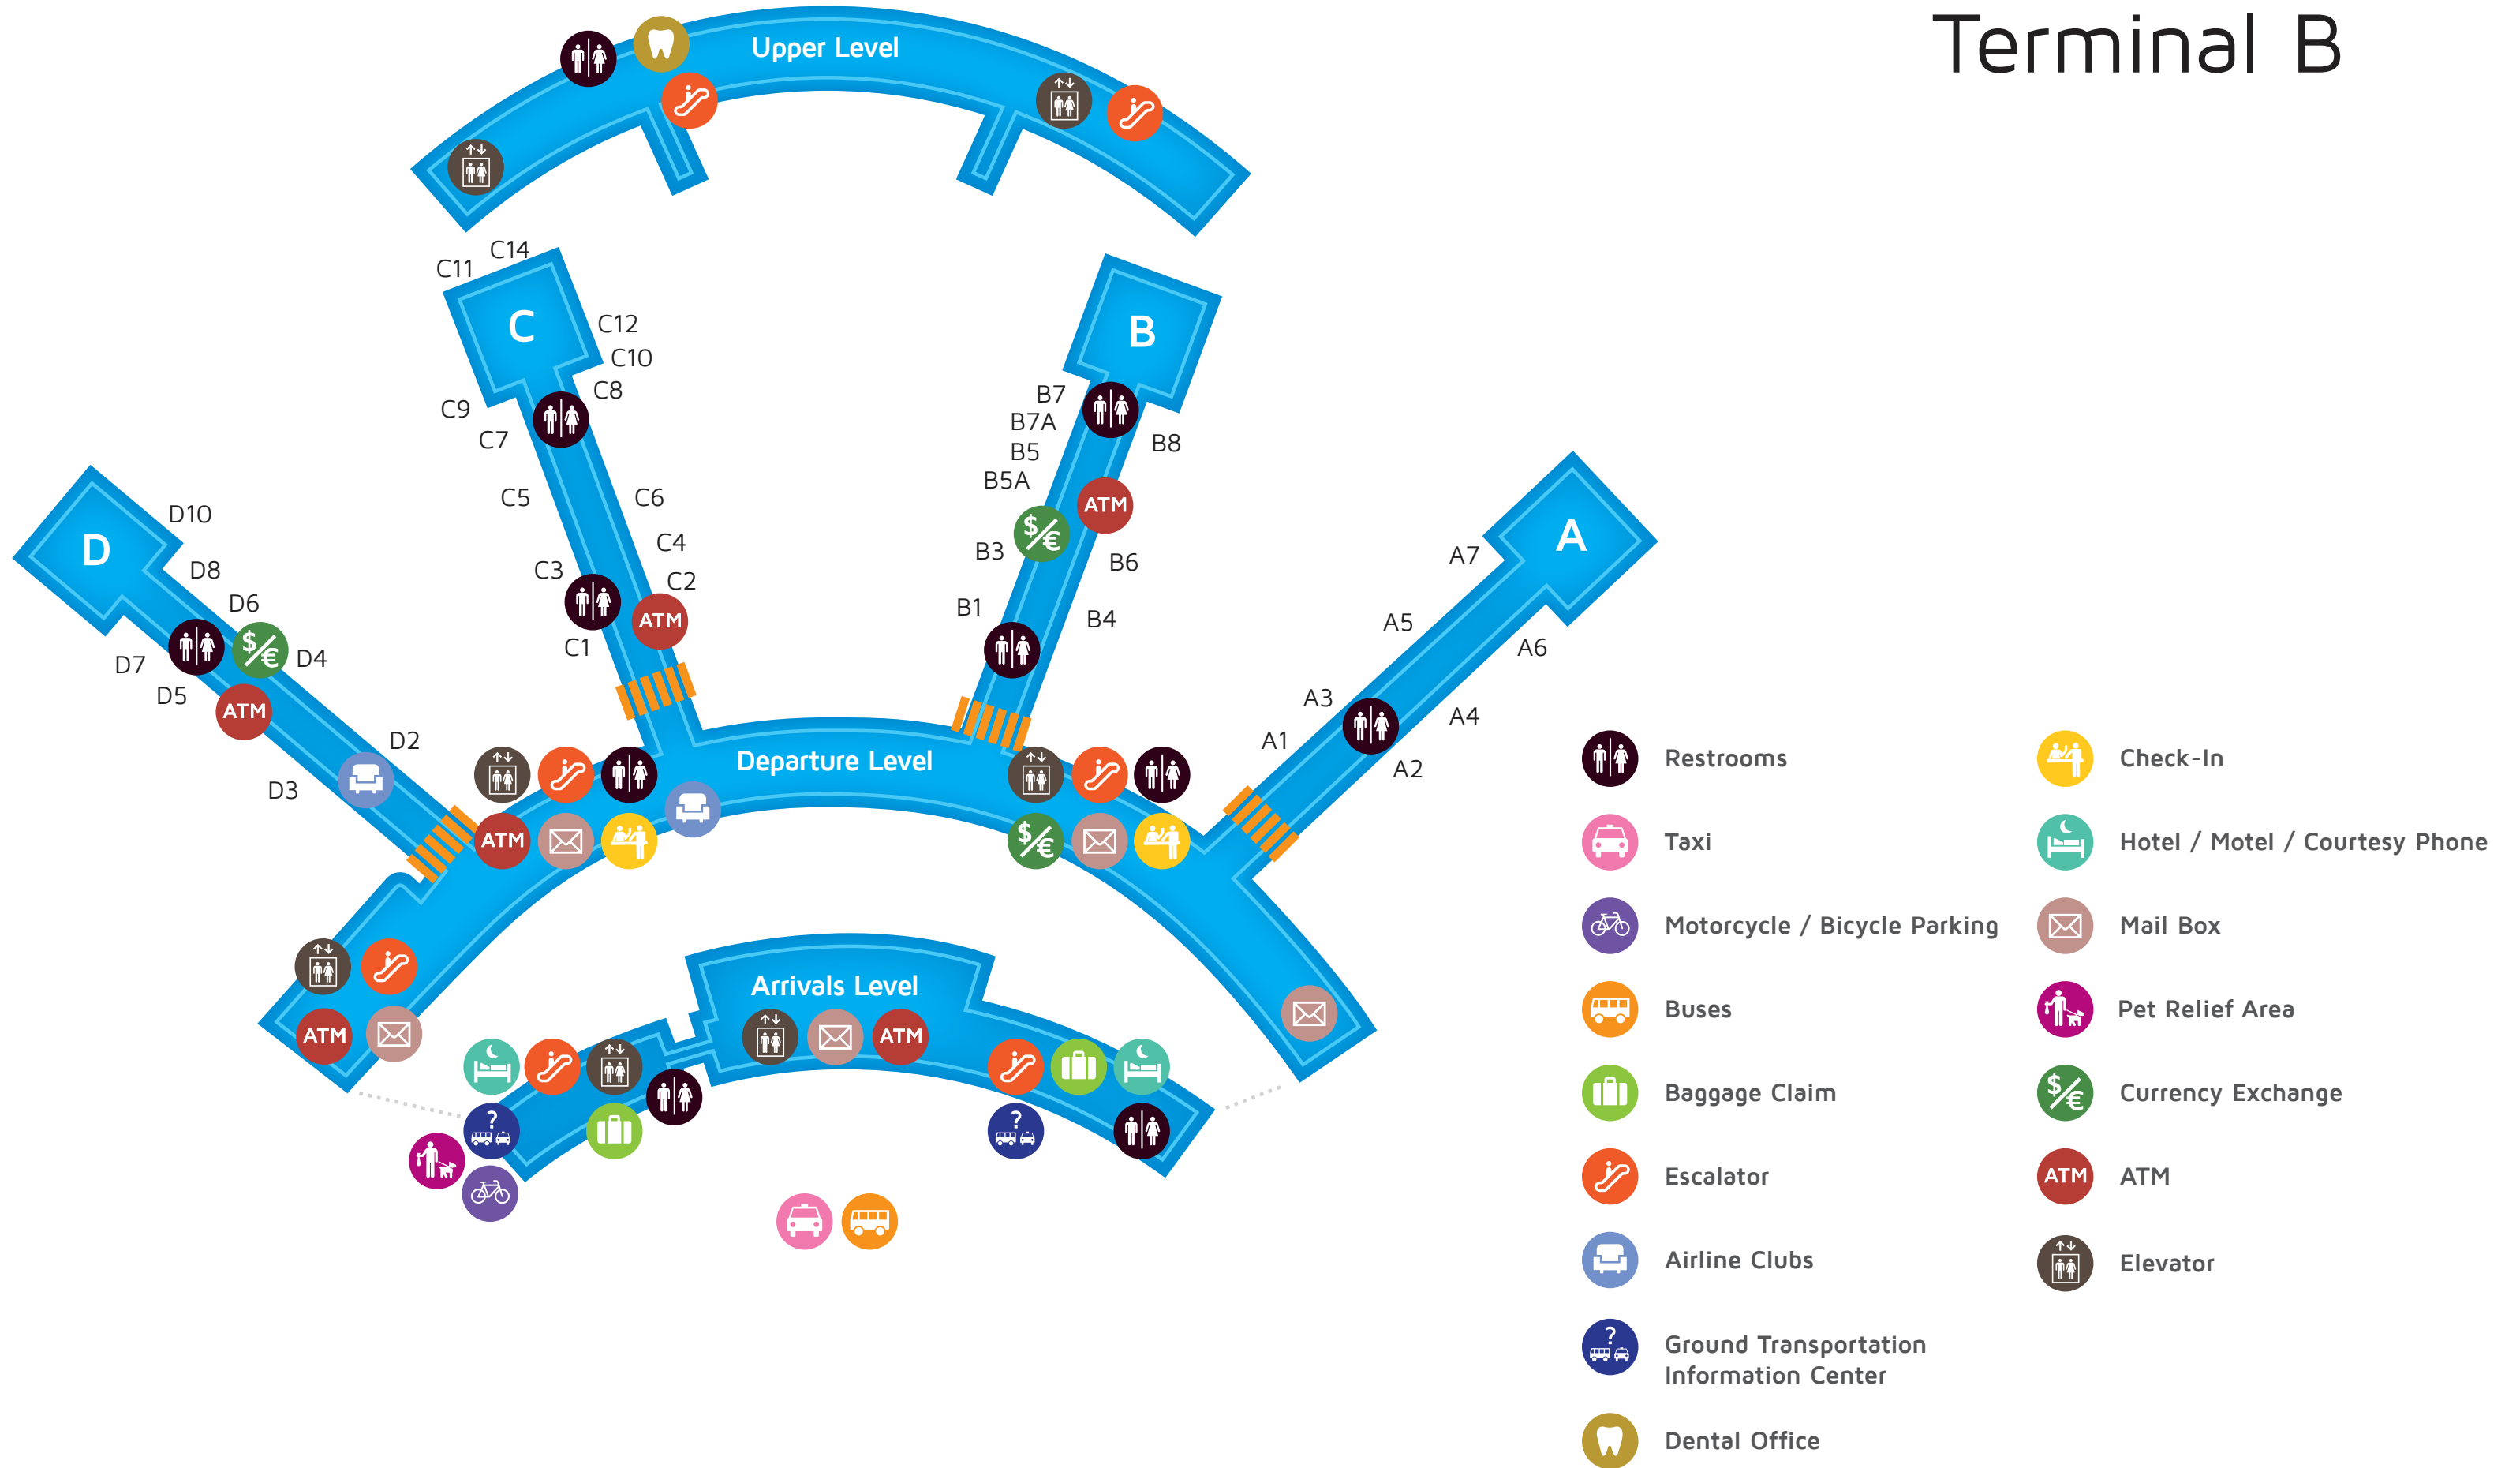 Terminal B
Upper Level
C14
C11
C
C12
C10
C8
C9
C7
C5
C6
C4
C3
C2
ATM
C1
B
B7
B7A
B5
B5A
B8
ATM
$/€
B3
B6
B1
B4
D
D10
D8
D6
$/€
D4
D7
D5
ATM
D2
D3
A
A7
A5
A6
A3
A4
A1
A2
Departure Level
ATM
$/€
ATM
Arrivals Level
ATM
?
?
Restrooms
Taxi
Motorcycle / Bicycle Parking
Buses
Baggage Claim
Escalator
Airline Clubs
?
Ground Transportation
Information Center
Dental Office
Check-In
Hotel / Motel / Courtesy Phone
Mail Box
Pet Relief Area
$/€
Currency Exchange
ATM
ATM
Elevator